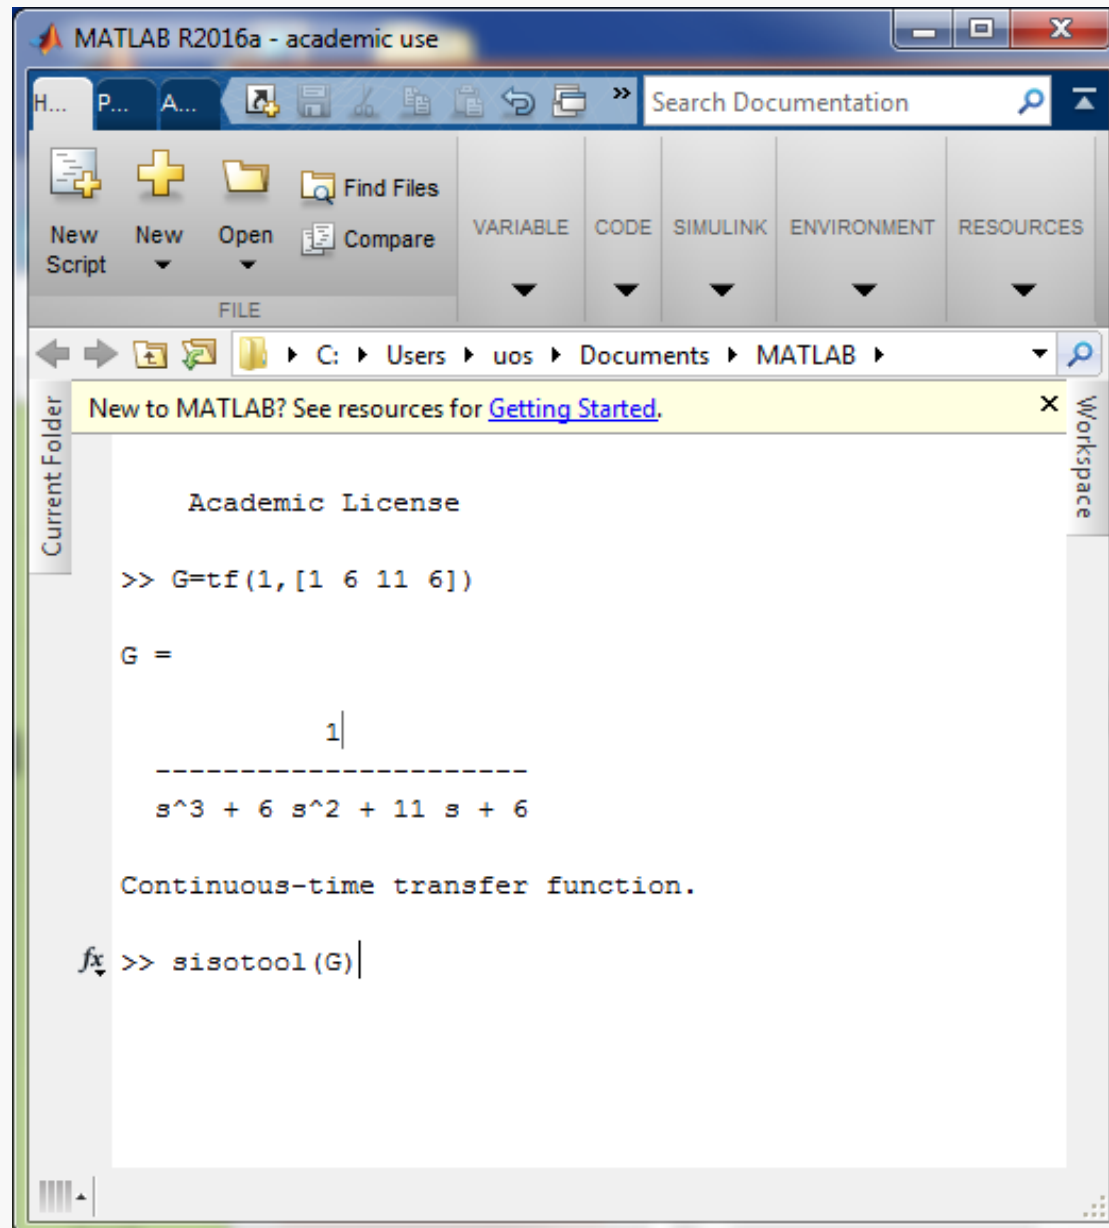 MATLAB R2016a - academic use
H... P... A... » Search Documentation
New Script
New
Open
Find Files
Compare
FILE
VARIABLE
CODE
SIMULINK
ENVIRONMENT
RESOURCES
C: Users uos Documents MATLAB
Current Folder
New to MATLAB? See resources for Getting Started.
Workspace
Academic License
>> G=tf(1,[1 6 11 6])
G =
1
----------------------
s^3 + 6 s^2 + 11 s + 6
Continuous-time transfer function.
fx >> sisotool(G)